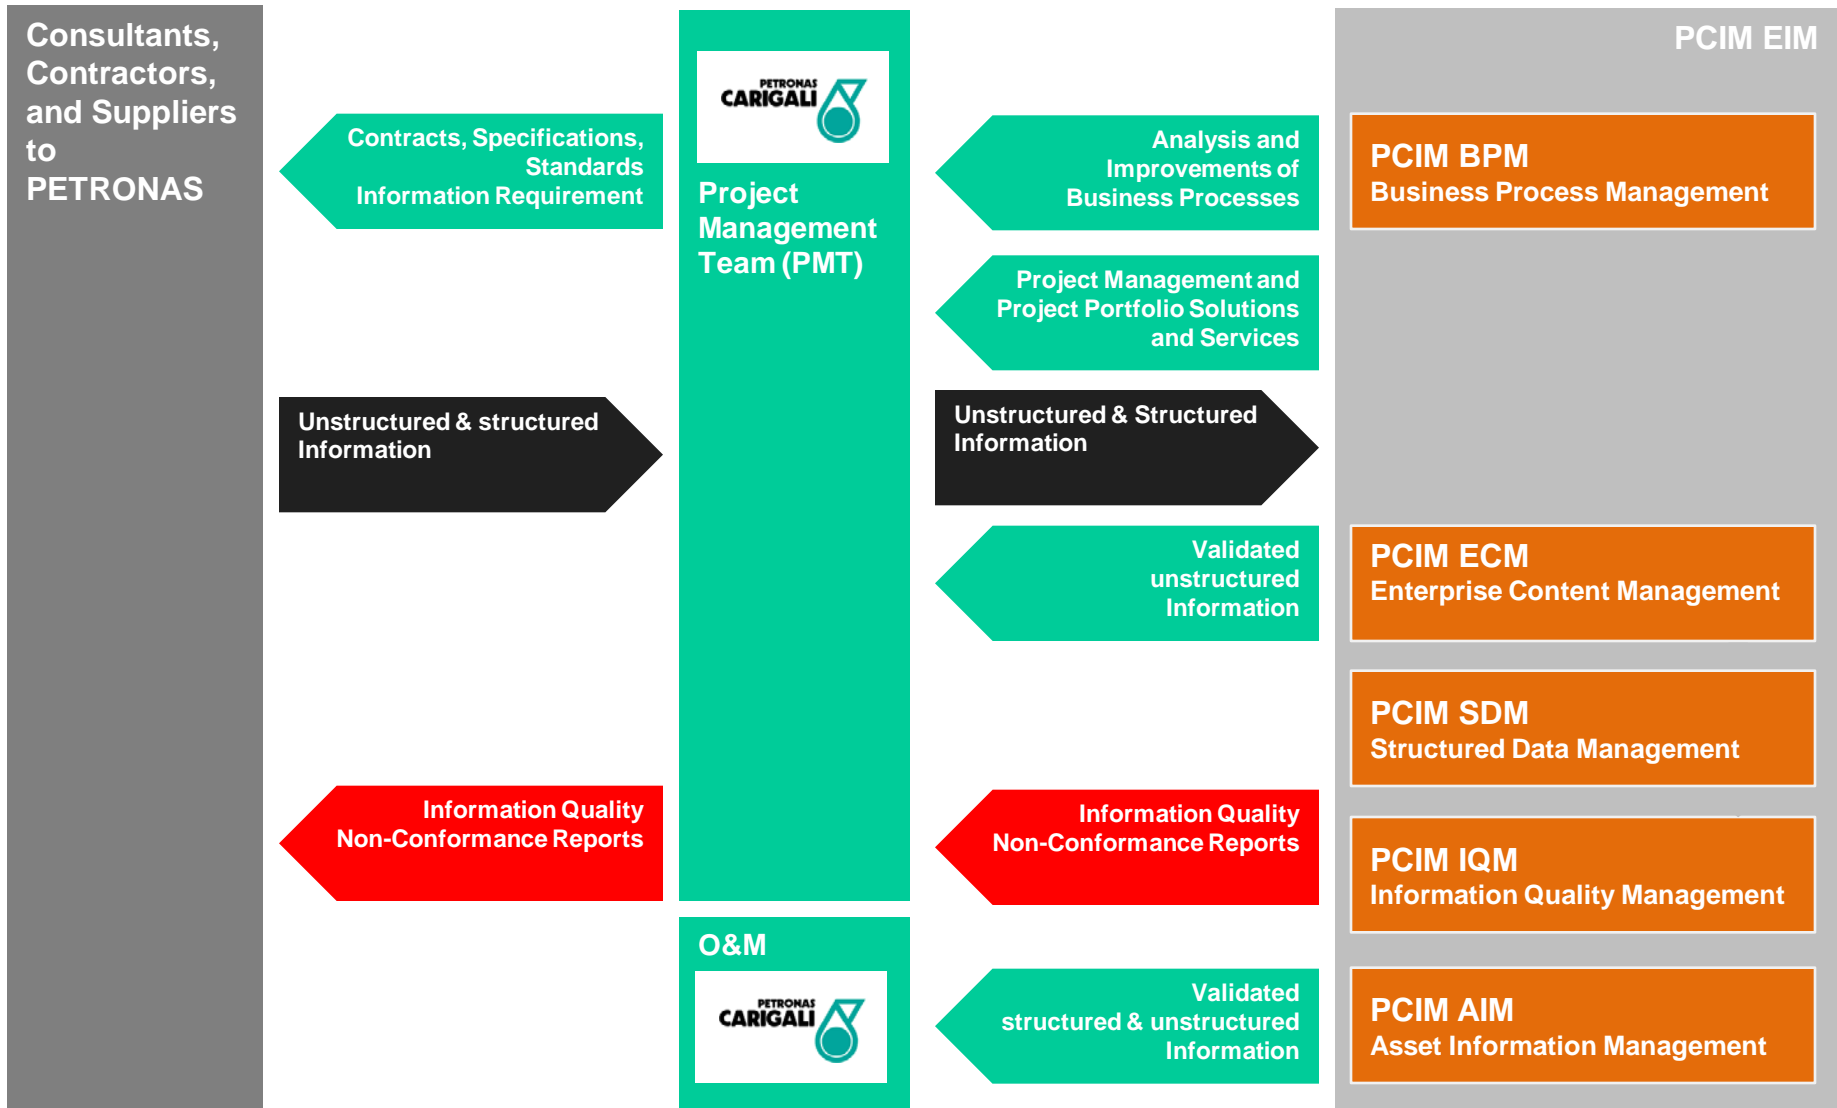 Consultants,
Contractors,
and Suppliers
to
PETRONAS
Contracts, Specifications,
Standards
Information Requirement
Unstructured & structured
Information
Information Quality
Non-Conformance Reports
PETRONAS
CARIGALI
Project
Management
Team (PMT)
O&M
PETRONAS
CARIGALI
Analysis and
Improvements of
Business Processes
Project Management and
Project Portfolio Solutions
and Services
Unstructured & Structured
Information
Validated
unstructured
Information
Information Quality
Non-Conformance Reports
Validated
structured & unstructured
Information
PCIM EIM
PCIM BPM
Business Process Management
PCIM ECM
Enterprise Content Management
PCIM SDM
Structured Data Management
PCIM IQM
Information Quality Management
PCIM AIM
Asset Information Management